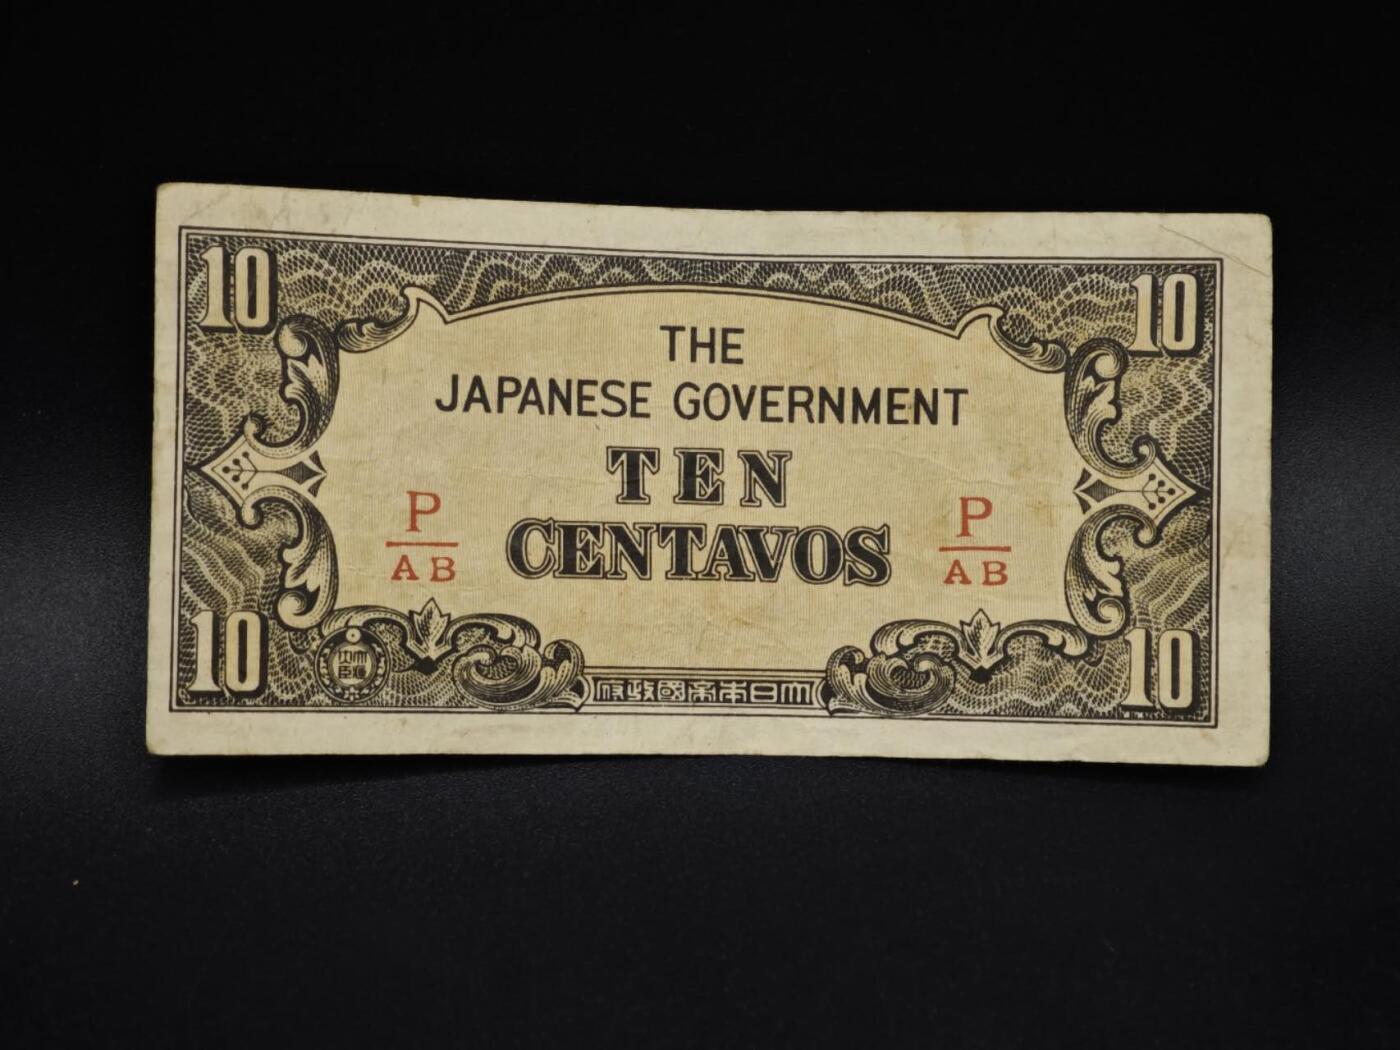 10 10
THE
JAPANESE GOVERNMENT
TEN
P P
CENTAVOS
AB AB
10 10
府政國帝本日大